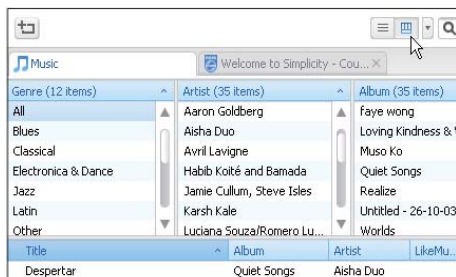 Music
Welcome to Simplicity - Cou...
Genre (12 items) Artist (35 items) Album (35 items)
All Aaron Goldberg faye wong
Blues Aisha Duo Loving Kindness &
Classical Avril Lavigne Muso Ko
Electronica & Dance Habib Koité and Bamada Quiet Songs
Jazz Jamie Cullum, Steve Isles Realize
Latin Karsh Kale Untitled - 26-10-03
Other Luciana Souza/Romero Lu... Worlds
Title Album Artist LikeMu...
Despertar Quiet Songs Aisha Duo